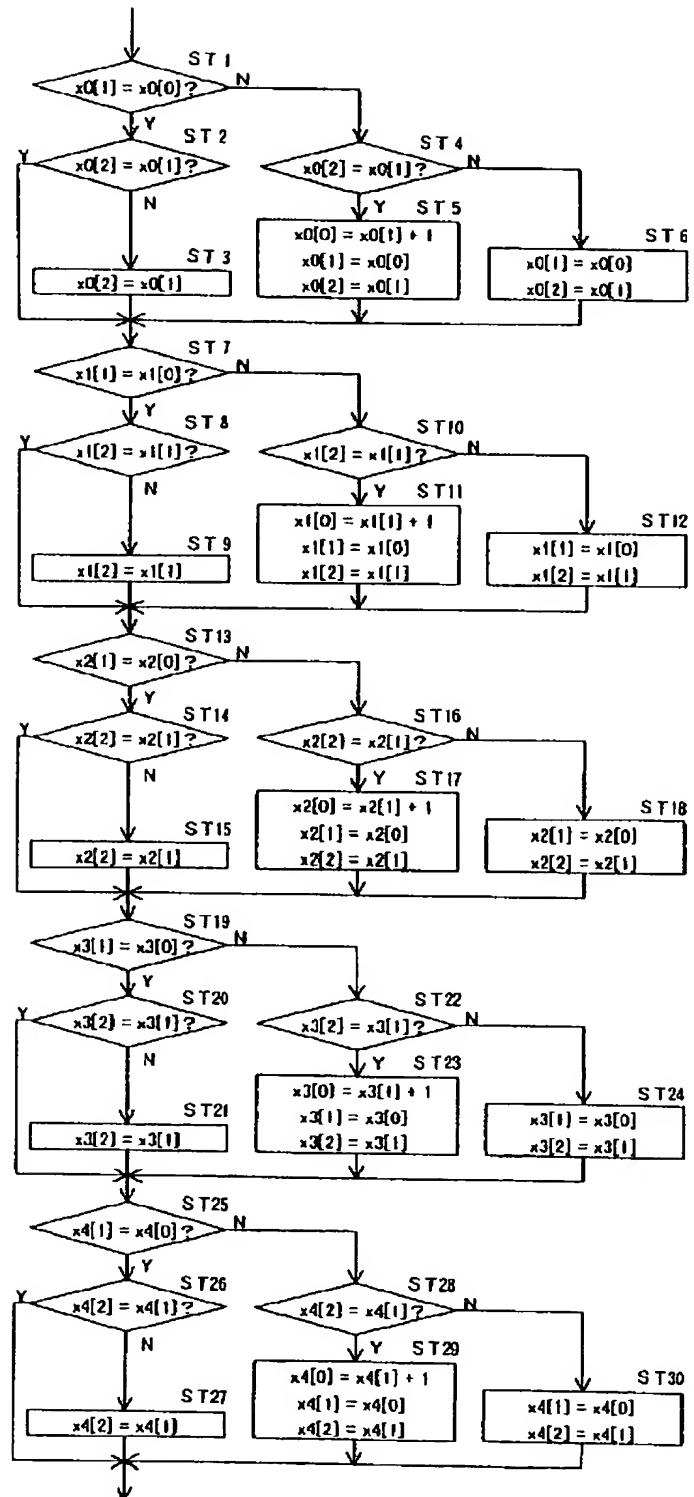 ST1
x0[1] = x0[0]?
N
Y
ST2
Y
x0[2] = x0[1]?
N
ST4
x0[2] = x0[1]?
N
Y
ST3
x0[2] = x0[1]
ST5
x0[0] = x0[1] + 1
x0[1] = x0[0]
x0[2] = x0[1]
ST6
x0[1] = x0[0]
x0[2] = x0[1]
ST7
x1[1] = x1[0]?
N
Y
ST8
Y
x1[2] = x1[1]?
N
ST10
x1[2] = x1[1]?
N
Y
ST9
x1[2] = x1[1]
ST11
x1[0] = x1[1] + 1
x1[1] = x1[0]
x1[2] = x1[1]
ST12
x1[1] = x1[0]
x1[2] = x1[1]
ST13
x2[1] = x2[0]?
N
Y
ST14
Y
x2[2] = x2[1]?
N
ST16
x2[2] = x2[1]?
N
Y
ST15
x2[2] = x2[1]
ST17
x2[0] = x2[1] + 1
x2[1] = x2[0]
x2[2] = x2[1]
ST18
x2[1] = x2[0]
x2[2] = x2[1]
ST19
x3[1] = x3[0]?
N
Y
ST20
Y
x3[2] = x3[1]?
N
ST22
x3[2] = x3[1]?
N
Y
ST21
x3[2] = x3[1]
ST23
x3[0] = x3[1] + 1
x3[1] = x3[0]
x3[2] = x3[1]
ST24
x3[1] = x3[0]
x3[2] = x3[1]
ST25
x4[1] = x4[0]?
N
Y
ST26
Y
x4[2] = x4[1]?
N
ST28
x4[2] = x4[1]?
N
Y
ST27
x4[2] = x4[1]
ST29
x4[0] = x4[1] + 1
x4[1] = x4[0]
x4[2] = x4[1]
ST30
x4[1] = x4[0]
x4[2] = x4[1]